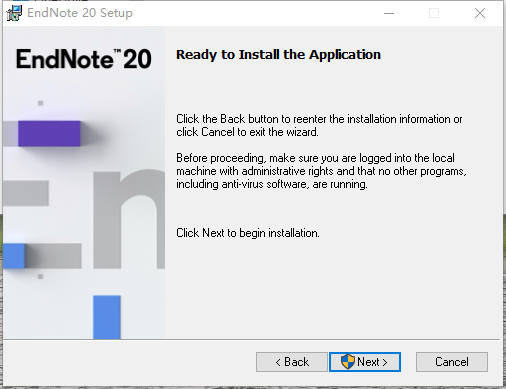 EndNote 20 Setup
EndNote™ 20
Ready to Install the Application
Click the Back button to reenter the installation information or
click Cancel to exit the wizard.
Before proceeding, make sure you are logged into the local
machine with administrative rights and that no other programs,
including anti-virus software, are running.
Click Next to begin installation.
< Back
Next >
Cancel